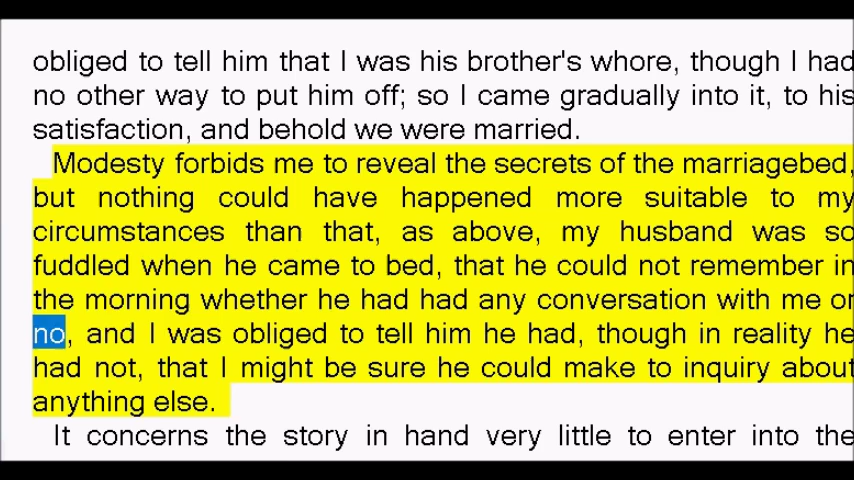 obliged to tell him that I was his brother's whore, though I had
no other way to put him off; so I came gradually into it, to his
satisfaction, and behold we were married.
Modesty forbids me to reveal the secrets of the marriagebed,
but nothing could have happened more suitable to my
circumstances than that, as above, my husband was so
fuddled when he came to bed, that he could not remember in
the morning whether he had had any conversation with me or
no, and I was obliged to tell him he had, though in reality he
had not, that I might be sure he could make to inquiry about
anything else.
It concerns the story in hand very little to enter into the